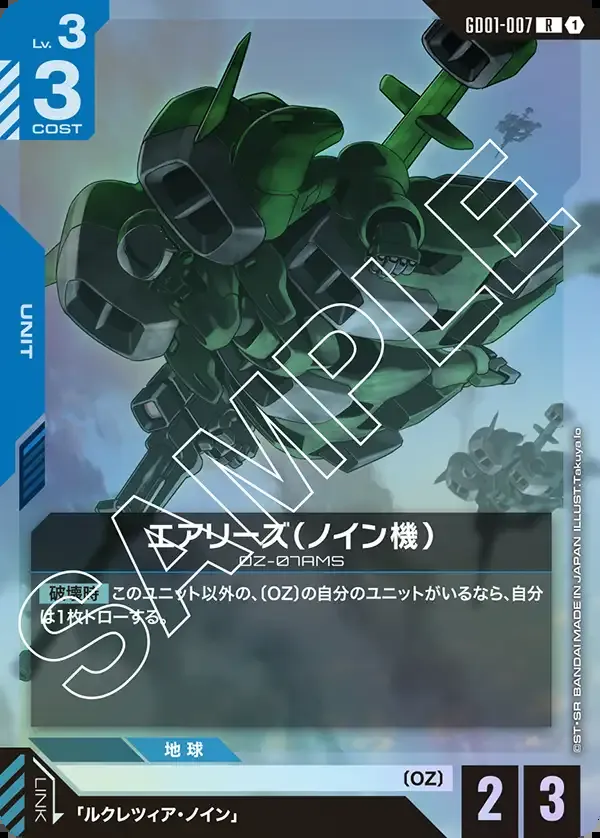 Lv. 3
3
COST
GD01-007 R 1
UNIT
SAMPLE
エアリーズ(ノイン機)
OZ-07AMS
破壊時 このユニット以外の、〔OZ〕の自分のユニットがいるなら、自分
は1枚ドローする。
©ST・SR BANDAI MADE IN JAPAN ILLUST.Takuya Io
地球
〔OZ〕
2 3
LINK
「ルクレツィア・ノイン」